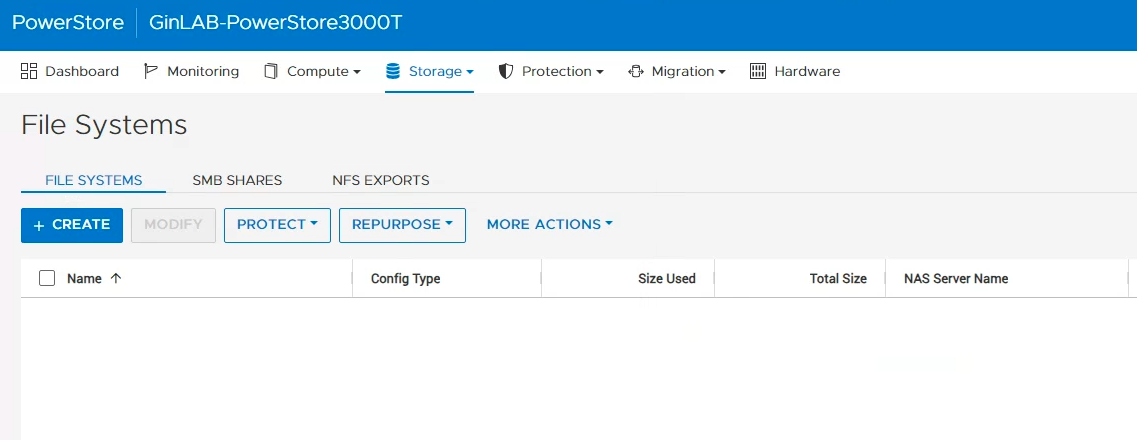 PowerStore GinLAB-PowerStore3000T
Dashboard Monitoring Compute Storage Protection Migration Hardware
File Systems
FILE SYSTEMS SMB SHARES NFS EXPORTS
+ CREATE MODIFY PROTECT REPURPOSE MORE ACTIONS
Name Config Type Size Used Total Size NAS Server Name